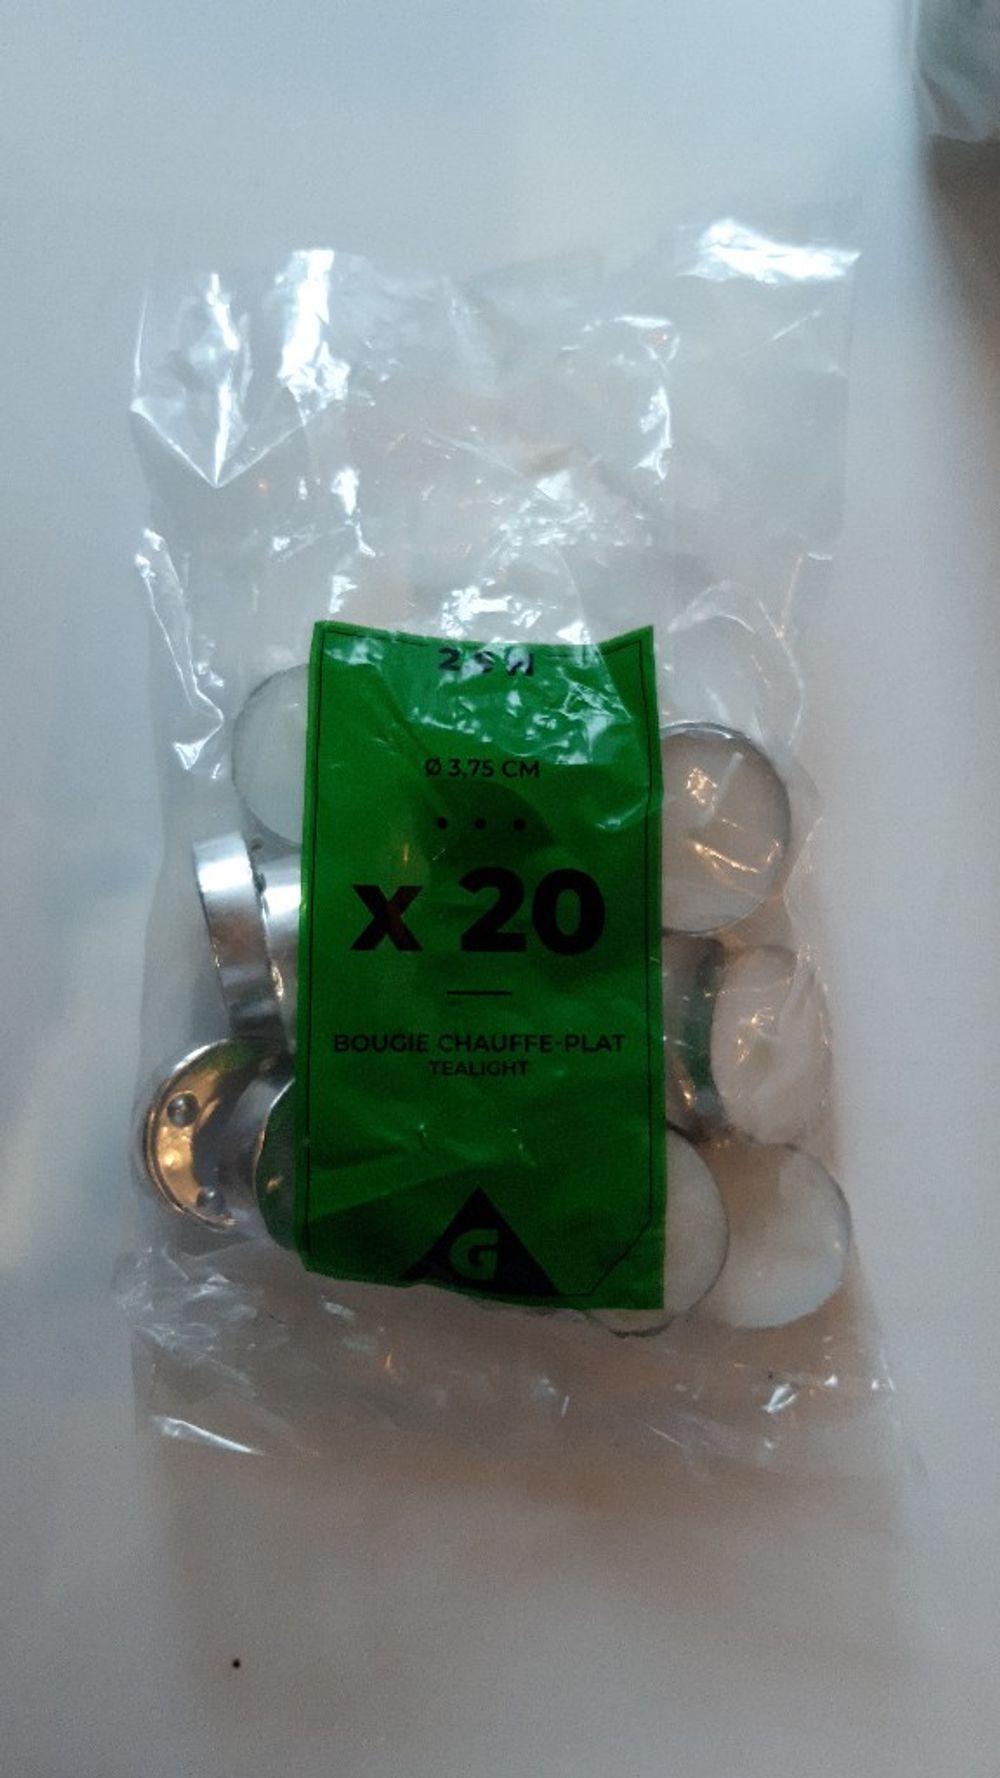 Ø 3,75 CM
x 20
BOUGIE CHAUFFE-PLAT
TEALIGHT
G